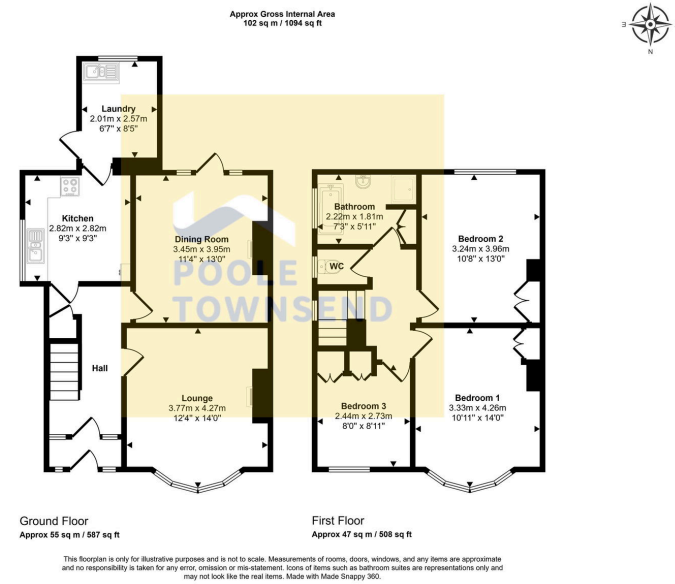 Approx Gross Internal Area
102 sq m / 1094 sq ft
E
N
Laundry
2.01m x 2.57m
6'7" x 8'5"
Kitchen
2.82m x 2.82m
9'3" x 9'3"
Dining Room
3.45m x 3.95m
11'4" x 13'0"
Hall
Lounge
3.77m x 4.27m
12'4" x 14'0"
POOLE
TOWNSEND
Bathroom
2.22m x 1.81m
7'3" x 5'11"
WC
Bedroom 2
3.24m x 3.96m
10'8" x 13'0"
Bedroom 3
2.44m x 2.73m
8'0" x 8'11"
Bedroom 1
3.33m x 4.26m
10'11" x 14'0"
Ground Floor
Approx 55 sq m / 587 sq ft
First Floor
Approx 47 sq m / 508 sq ft
This floorplan is only for illustrative purposes and is not to scale. Measurements of rooms, doors, windows, and any items are approximate
and no responsibility is taken for any error, omission or mis-statement. Icons of items such as bathroom suites are representations only and
may not look like the real items. Made with Made Snappy 360.